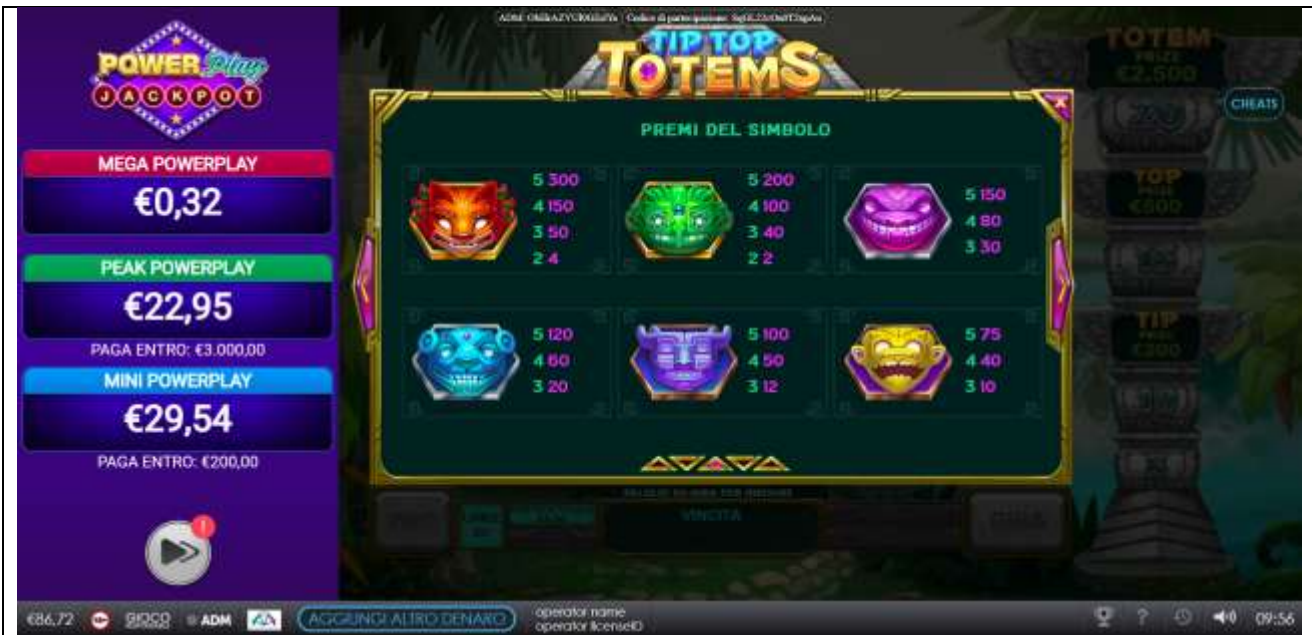 POWER Play
JACKPOT
MEGA POWERPLAY
€0,32
PEAK POWERPLAY
€22,95
PAGA ENTRO: €3.000,00
MINI POWERPLAY
€29,54
PAGA ENTRO: €200,00
TIP TOP
TOTEMS
PREMI DEL SIMBOLO
5 300
4 150
3 50
2 4
5 200
4 100
3 40
2 2
5 150
4 80
3 30
5 120
4 60
3 20
5 100
4 50
3 12
5 75
4 40
3 10
VINCITA
TOTEM
PRIZE
€2,500
CHEATS
TOP
PRIZE
€500
TIP
PRIZE
€86,72
GIOCO
ADM
AGGIUNGI ALTRO DENARO
operator name
operator licenseID
?
09:56